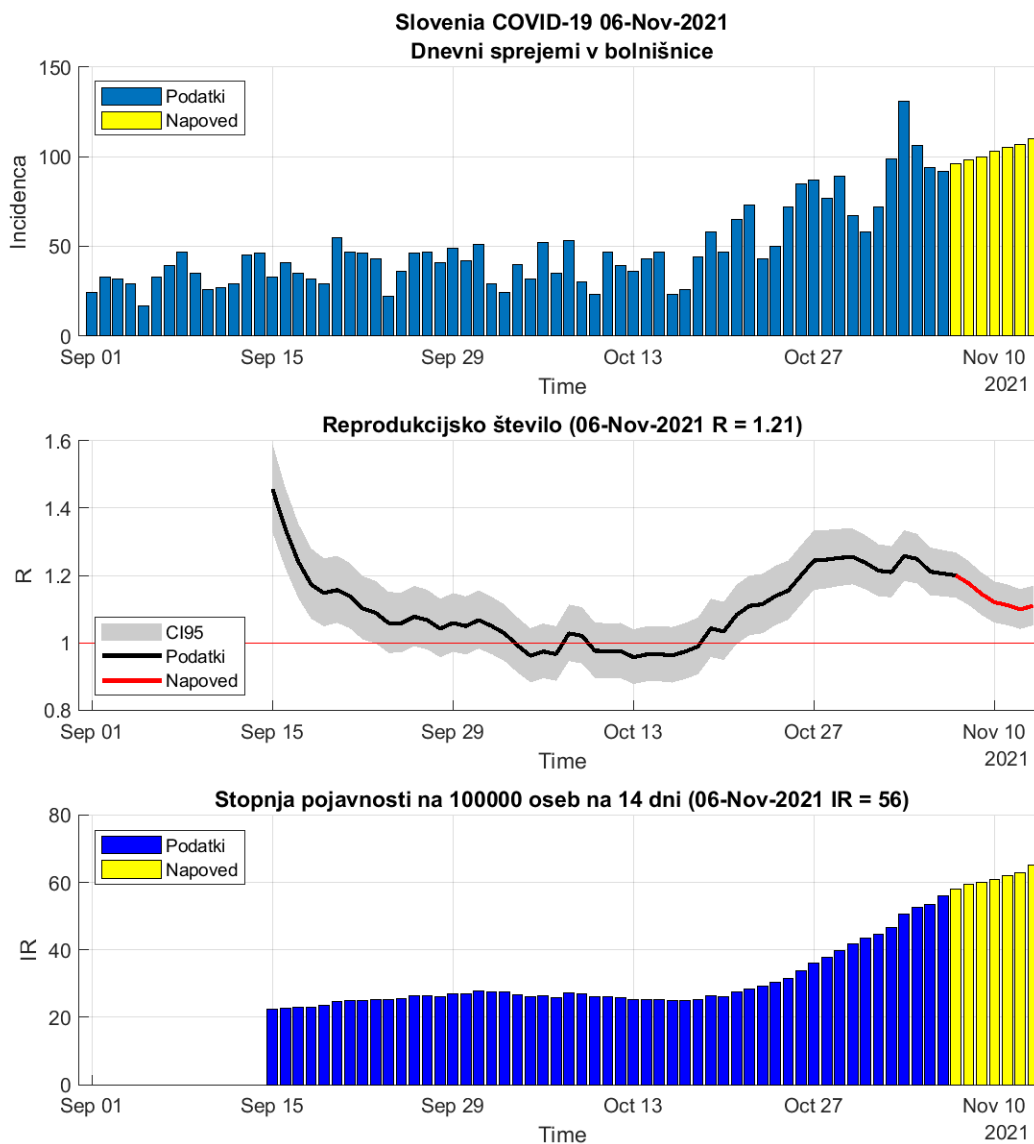 Slovenia COVID-19 06-Nov-2021
Dnevni sprejemi v bolnišnice
150
100
50
0
Incidenca
Podatki
Napoved
Sep 01 Sep 15 Sep 29 Oct 13 Oct 27 Nov 10
Time
2021
Reprodukcijsko število (06-Nov-2021 R = 1.21)
1.6
1.4
1.2
1
0.8
R
CI95
Podatki
Napoved
Sep 01 Sep 15 Sep 29 Oct 13 Oct 27 Nov 10
Time
2021
Stopnja pojavnosti na 100000 oseb na 14 dni (06-Nov-2021 IR = 56)
80
60
40
20
0
IR
Podatki
Napoved
Sep 01 Sep 15 Sep 29 Oct 13 Oct 27 Nov 10
Time
2021